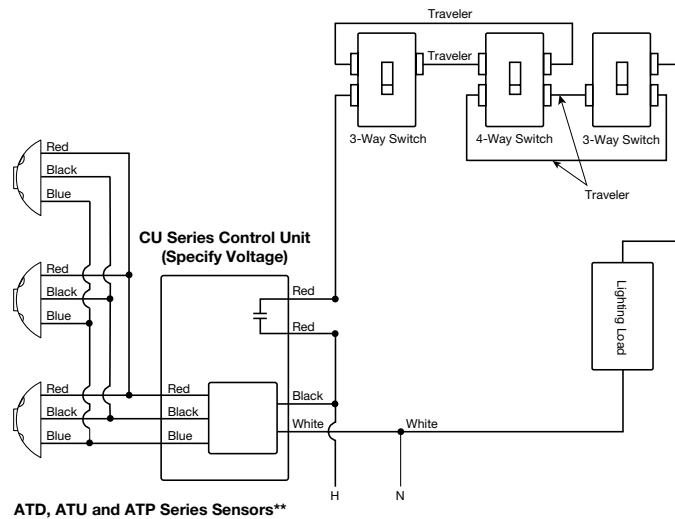 Traveler
Traveler
3-Way Switch
4-Way Switch
3-Way Switch
Traveler
Red
Black
Blue
CU Series Control Unit
(Specify Voltage)
Red
Black
Blue
Red
Red
Lighting Load
Red
Black
Blue
Red
Black
Blue
Black
White
White
H
N
ATD, ATU and ATP Series Sensors**